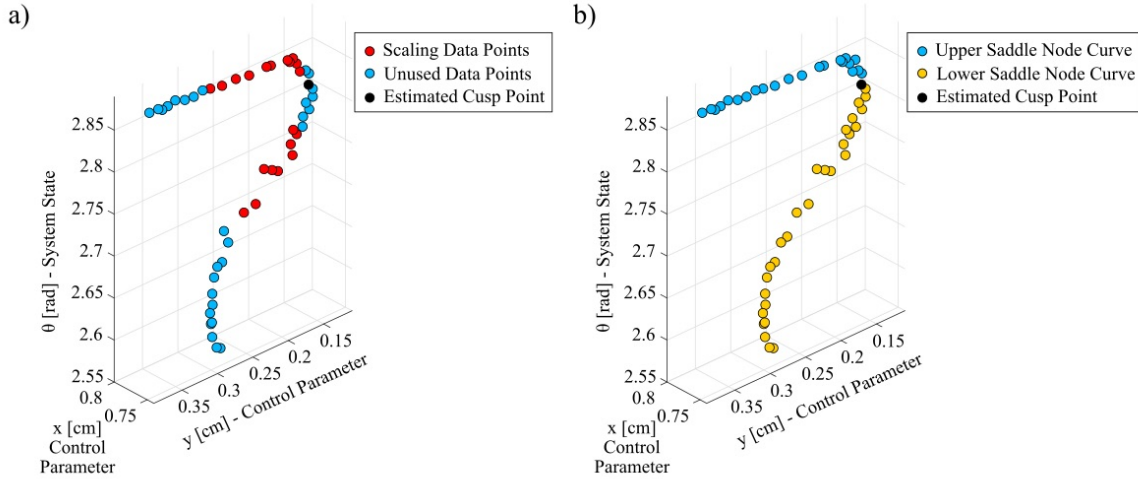 a)
Scaling Data Points
Unused Data Points
Estimated Cusp Point
θ [rad] - System State
2.85
2.8
2.75
2.7
2.65
2.6
2.55
0.8
0.75
x [cm]
Control
Parameter
0.35
0.3
0.25
0.2
0.15
y [cm] - Control Parameter
b)
Upper Saddle Node Curve
Lower Saddle Node Curve
Estimated Cusp Point
θ [rad] - System State
2.85
2.8
2.75
2.7
2.65
2.6
2.55
0.8
0.75
x [cm]
Control
Parameter
0.35
0.3
0.25
0.2
0.15
y [cm] - Control Parameter